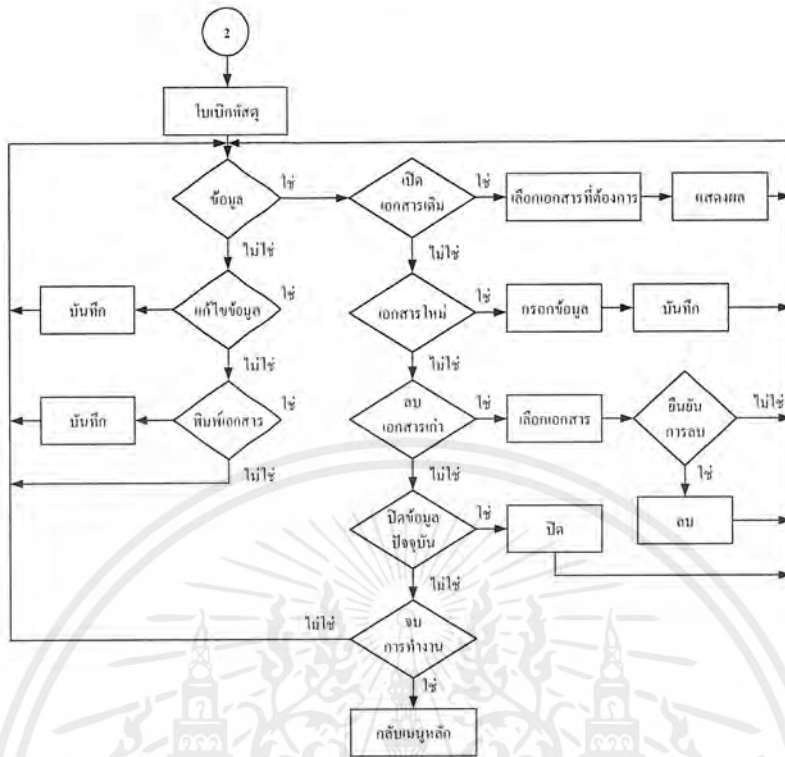 2
ใบเบิกพัสดุ
ข้อมูล
ใช่
เปิด
เอกสารเดิม
ใช่
เลือกเอกสารที่ต้องการ
แสดงผล
ไม่ใช่
ไม่ใช่
บันทึก
แก้ไขข้อมูล
ใช่
เอกสารใหม่
ใช่
กรอกข้อมูล
บันทึก
ไม่ใช่
ไม่ใช่
บันทึก
พิมพ์เอกสาร
ใช่
ลบ
เอกสารเก่า
ใช่
เลือกเอกสาร
ยืนยัน
การลบ
ไม่ใช่
ไม่ใช่
ไม่ใช่
ใช่
ปิดข้อมูล
ปัจจุบัน
ใช่
ปิด
ลบ
ไม่ใช่
ไม่ใช่
จบ
การทำงาน
ใช่
กลับเมนูหลัก